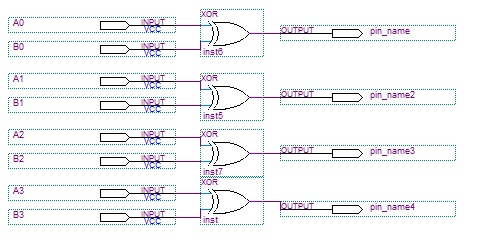 A0 INPUT VCC XOR OUTPUT pin_name
B0 INPUT VCC inst6
A1 INPUT VCC XOR OUTPUT pin_name2
B1 INPUT VCC inst5
A2 INPUT VCC XOR OUTPUT pin_name3
B2 INPUT VCC inst7
A3 INPUT VCC XOR OUTPUT pin_name4
B3 INPUT VCC inst